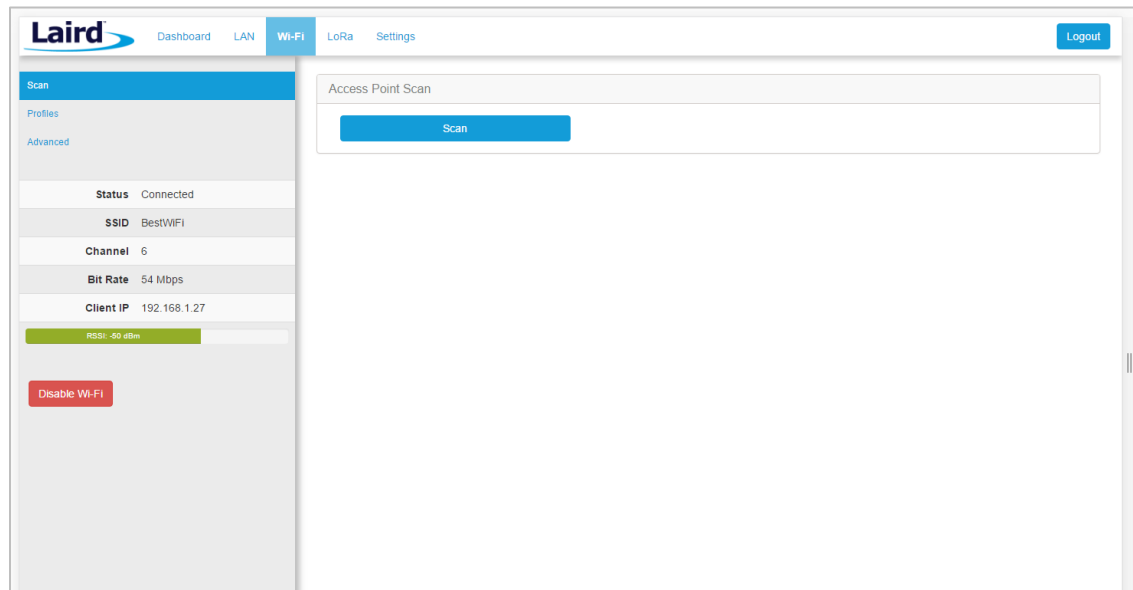 Laird Dashboard LAN Wi-Fi LoRa Settings Logout
Scan
Profiles
Advanced
Status Connected
SSID BestWiFi
Channel 6
Bit Rate 54 Mbps
Client IP 192.168.1.27
RSSI: -50 dBm
Disable Wi-Fi
Access Point Scan
Scan